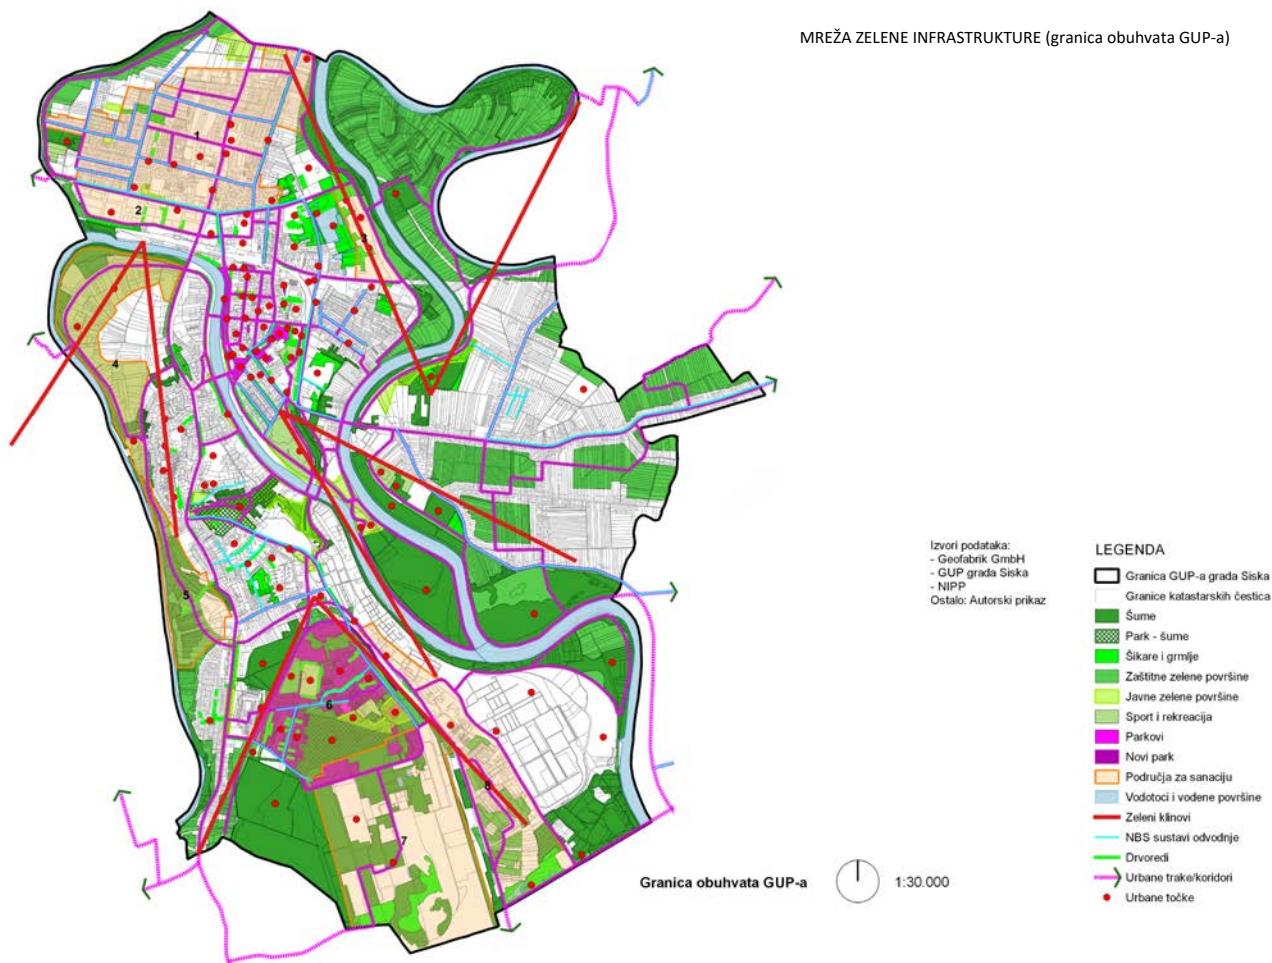 MREŽA ZELENE INFRASTRUKTURE (granica obuhvata GUP-a)
1
2
3
4
5
6
7
8
Izvori podataka:
- Geofabrik GmbH
- GUP grada Siska
- NIPP
Ostalo: Autorski prikaz
LEGENDA
Granica GUP-a grada Siska
Granice katastarskih čestica
Šume
Park - šume
Šikare i grmlje
Zaštitne zelene površine
Javne zelene površine
Sport i rekreacija
Parkovi
Novi park
Područja za sanaciju
Vodotoci i vodene površine
Zeleni klinovi
NBS sustavi odvodnje
Drvoredi
Urbane trake/koridori
Urbane točke
Granica obuhvata GUP-a
1:30.000